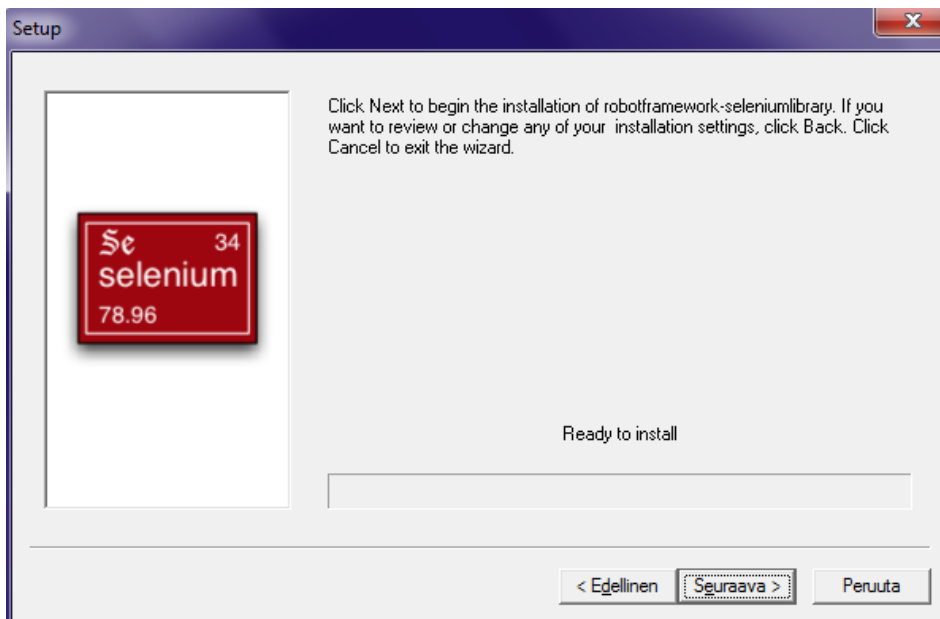 Setup
Click Next to begin the installation of robotframework-seleniumlibrary. If you
want to review or change any of your  installation settings, click Back. Click
Cancel to exit the wizard.
Se 34
selenium
78.96
Ready to install
< Edellinen Seuraava > Peruuta